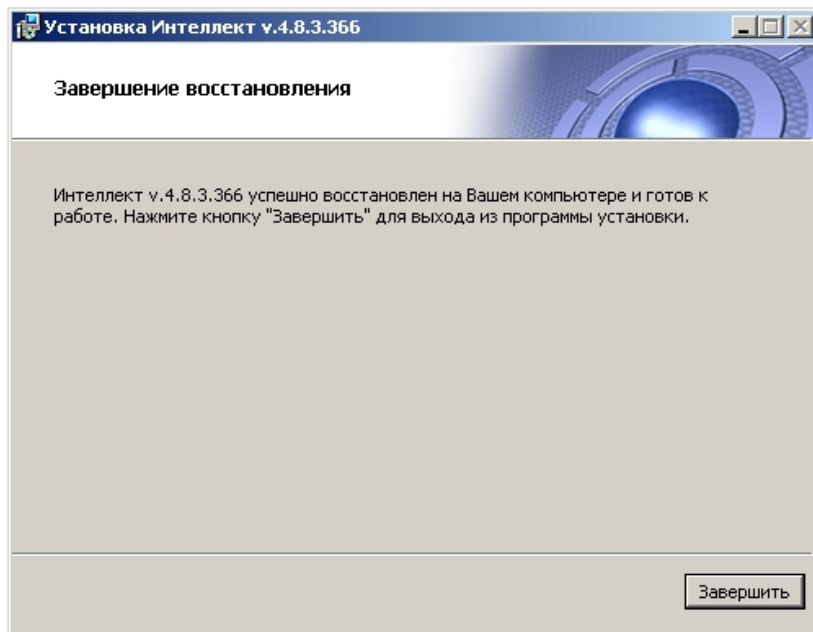 Установка Интеллект v.4.8.3.366
Завершение восстановления
Интеллект v.4.8.3.366 успешно восстановлен на Вашем компьютере и готов к
работе. Нажмите кнопку "Завершить" для выхода из программы установки.
Завершить